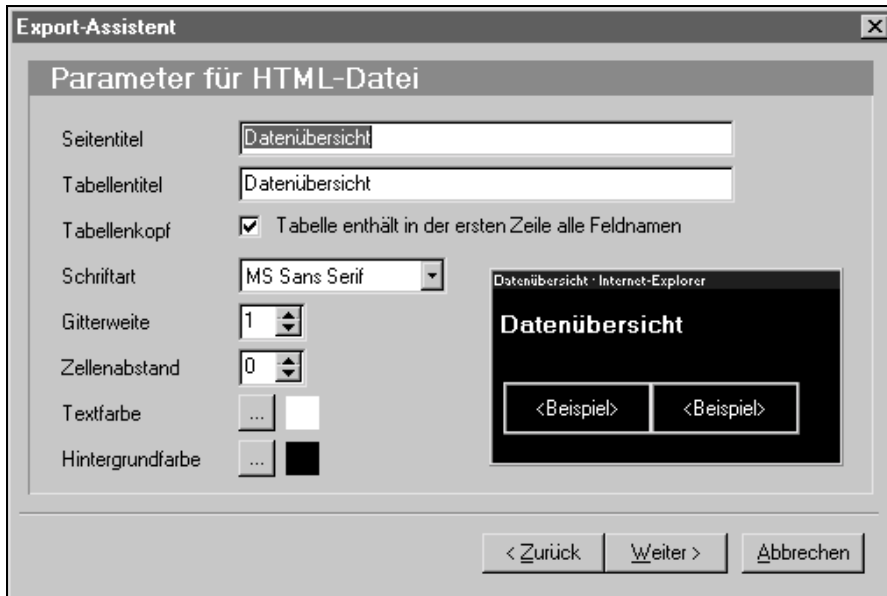 Export-Assistent
Parameter für HTML-Datei
Seitentitel Datenübersicht
Tabellentitel Datenübersicht
Tabellenkopf Tabelle enthält in der ersten Zeile alle Feldnamen
Schriftart MS Sans Serif
Gitterweite 1
Zellenabstand 0
Textfarbe ...
Hintergrundfarbe ...
Datenübersicht - Internet-Explorer
Datenübersicht
<Beispiel> <Beispiel>
< Zurück Weiter > Abbrechen